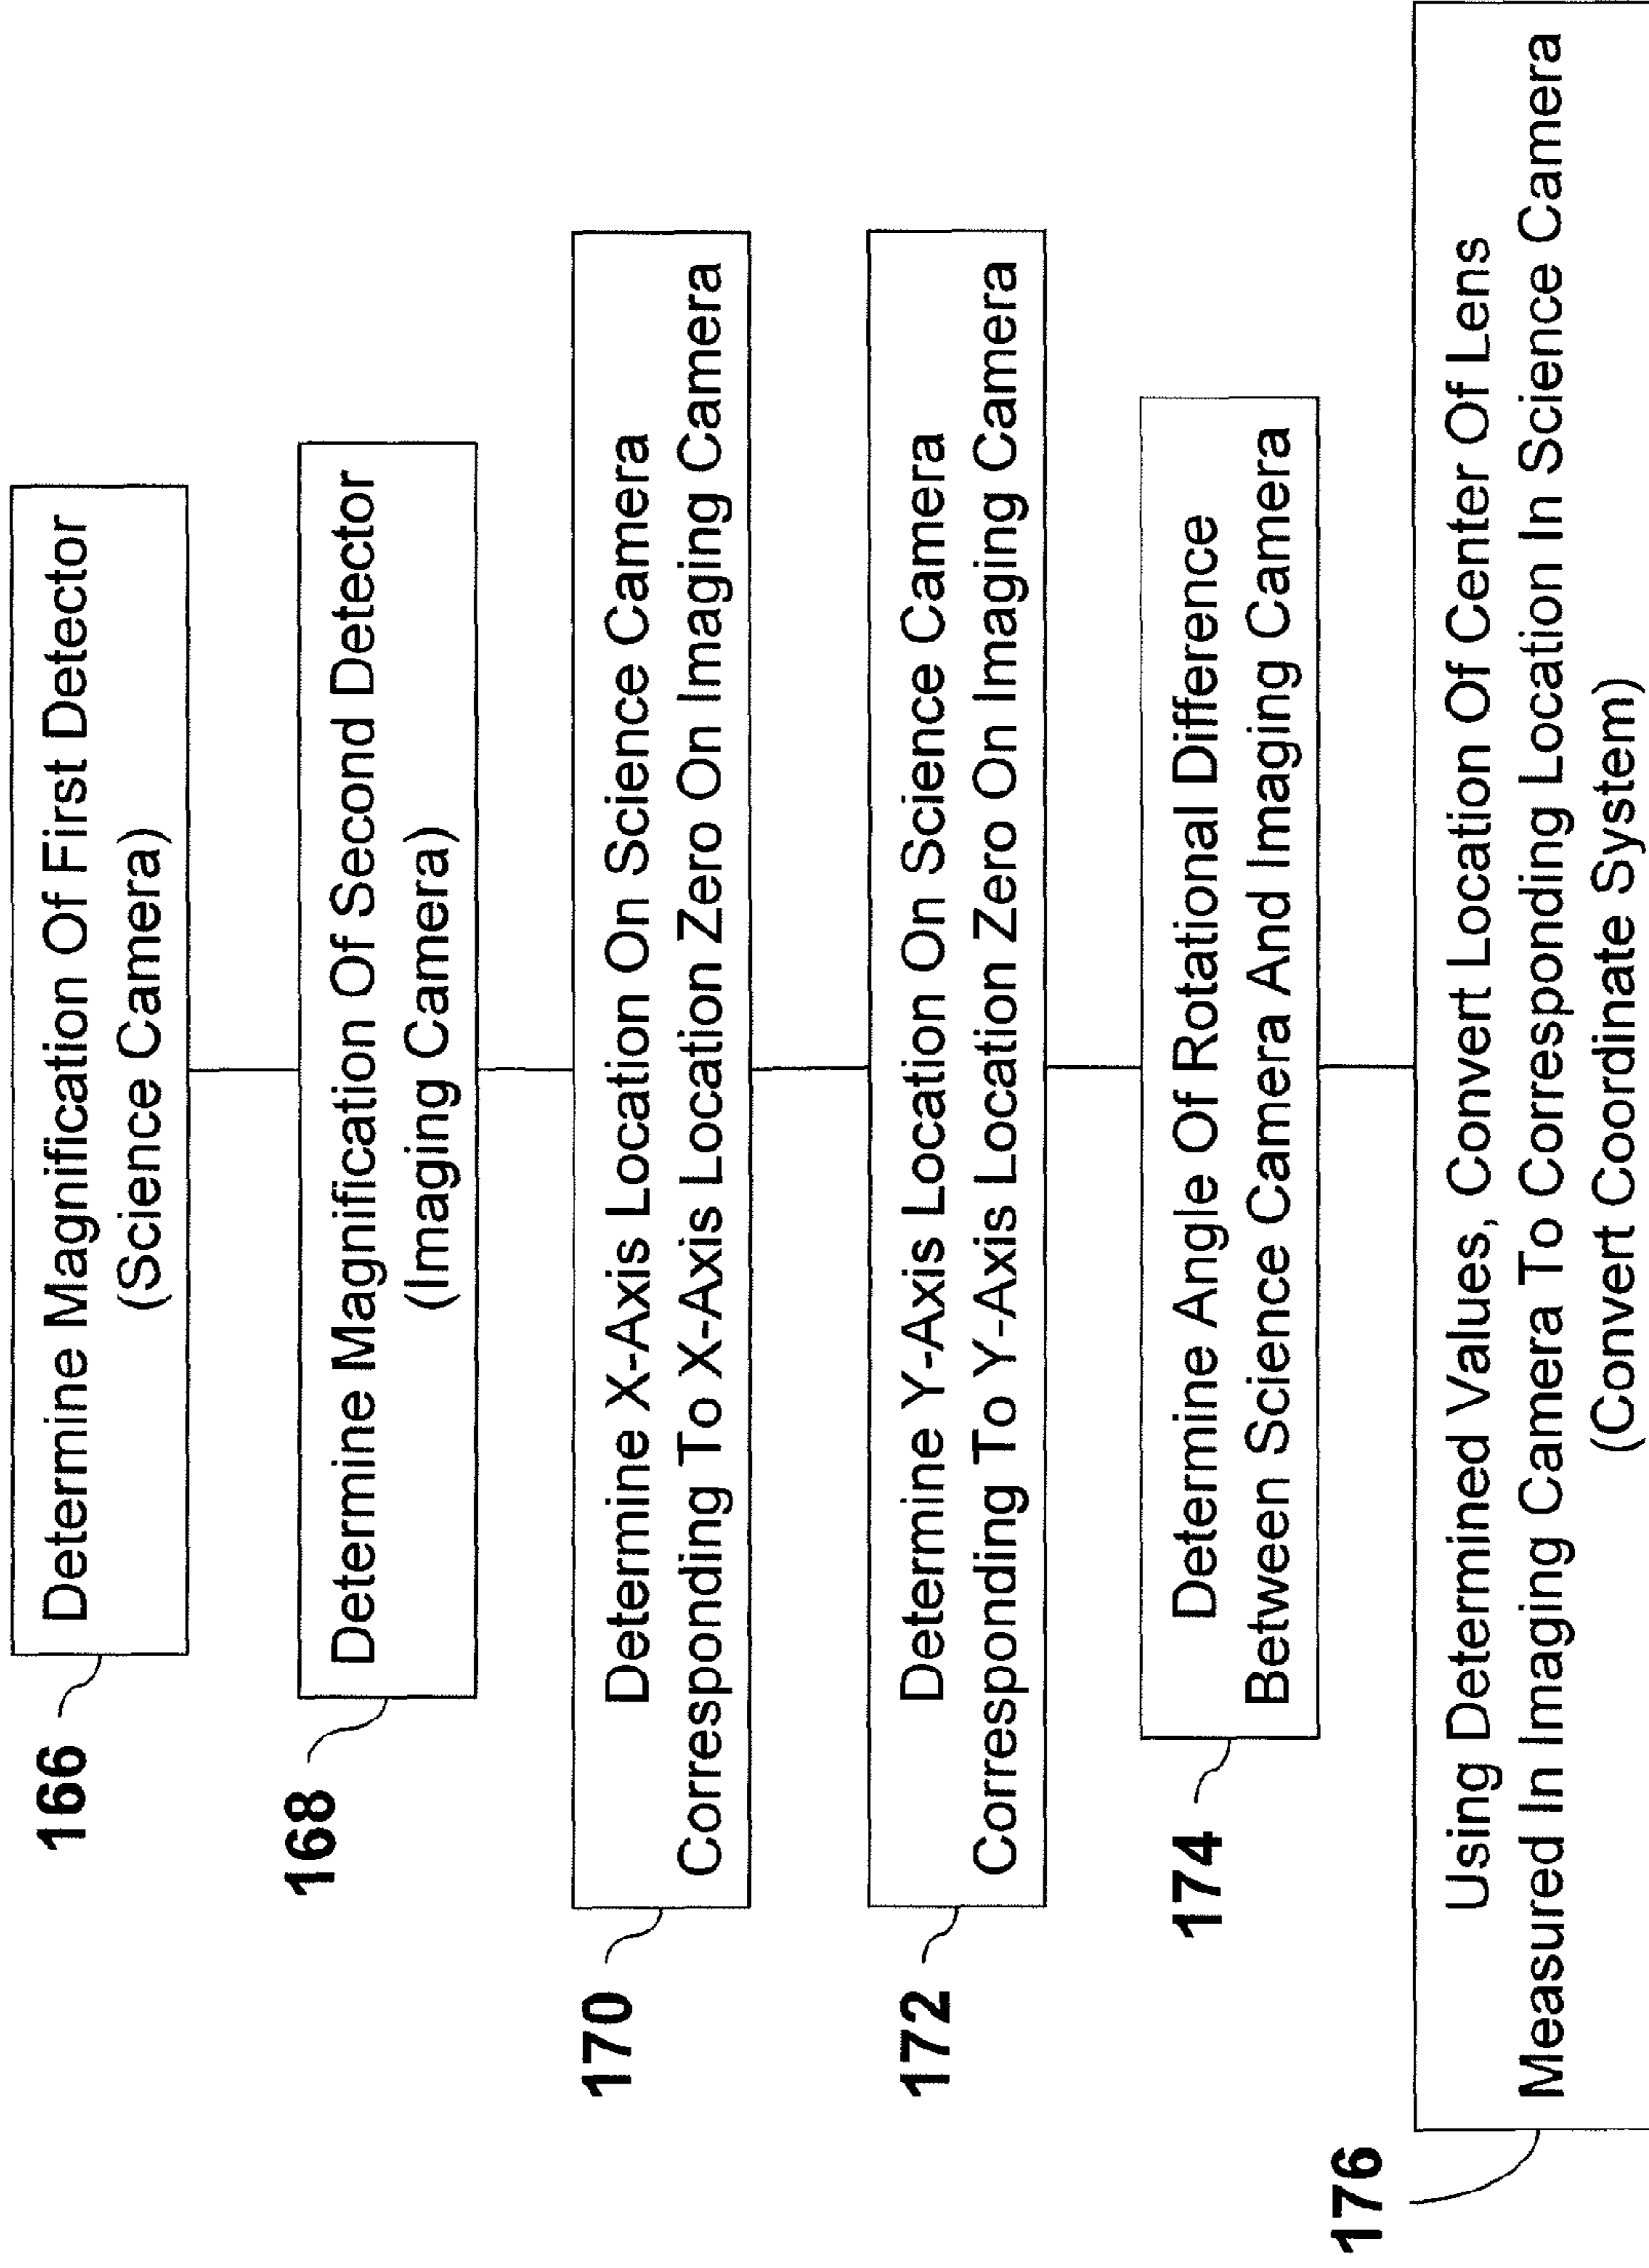 166
Determine Magnification Of First Detector
(Science Camera)
168
Determine Magnification Of Second Detector
(Imaging Camera)
170
Determine X-Axis Location On Science Camera
Corresponding To X-Axis Location Zero On Imaging Camera
172
Determine Y-Axis Location On Science Camera
Corresponding To Y-Axis Location Zero On Imaging Camera
174
Determine Angle Of Rotational Difference
Between Science Camera And Imaging Camera
176
Using Determined Values, Convert Location Of Center Of Lens
Measured In Imaging Camera To Corresponding Location In Science Camera
(Convert Coordinate System)